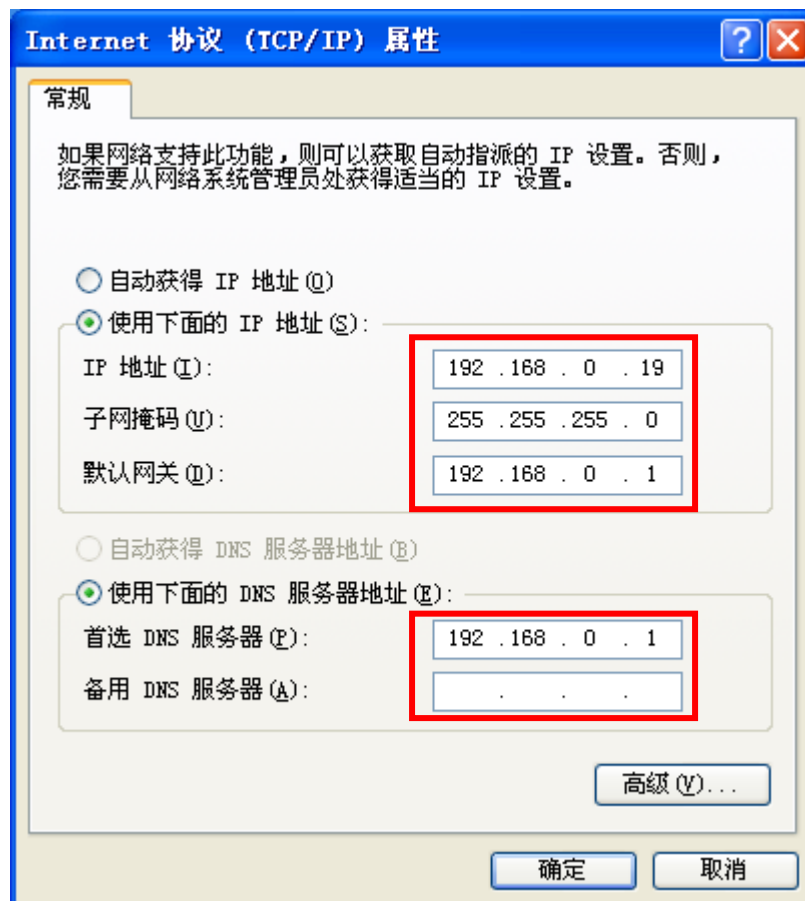 Internet 协议 (TCP/IP) 属性
常规
如果网络支持此功能，则可以获取自动指派的 IP 设置。否则，
您需要从网络系统管理员处获得适当的 IP 设置。
自动获得 IP 地址(O)
使用下面的 IP 地址(S):
IP 地址(I): 192 .168 . 0 . 19
子网掩码(U): 255 .255 .255 . 0
默认网关(D): 192 .168 . 0 . 1
自动获得 DNS 服务器地址(B)
使用下面的 DNS 服务器地址(E):
首选 DNS 服务器(P): 192 .168 . 0 . 1
备用 DNS 服务器(A): . . .
高级(V)...
确定 取消